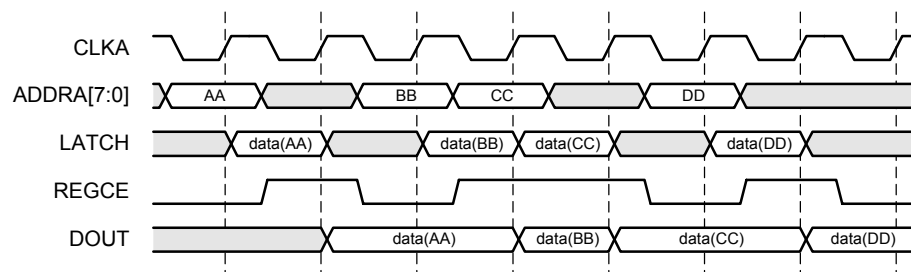 CLKA
ADDRA[7:0] AA BB CC DD
LATCH data(AA) data(BB) data(CC) data(DD)
REGCE
DOUT data(AA) data(BB) data(CC) data(DD)